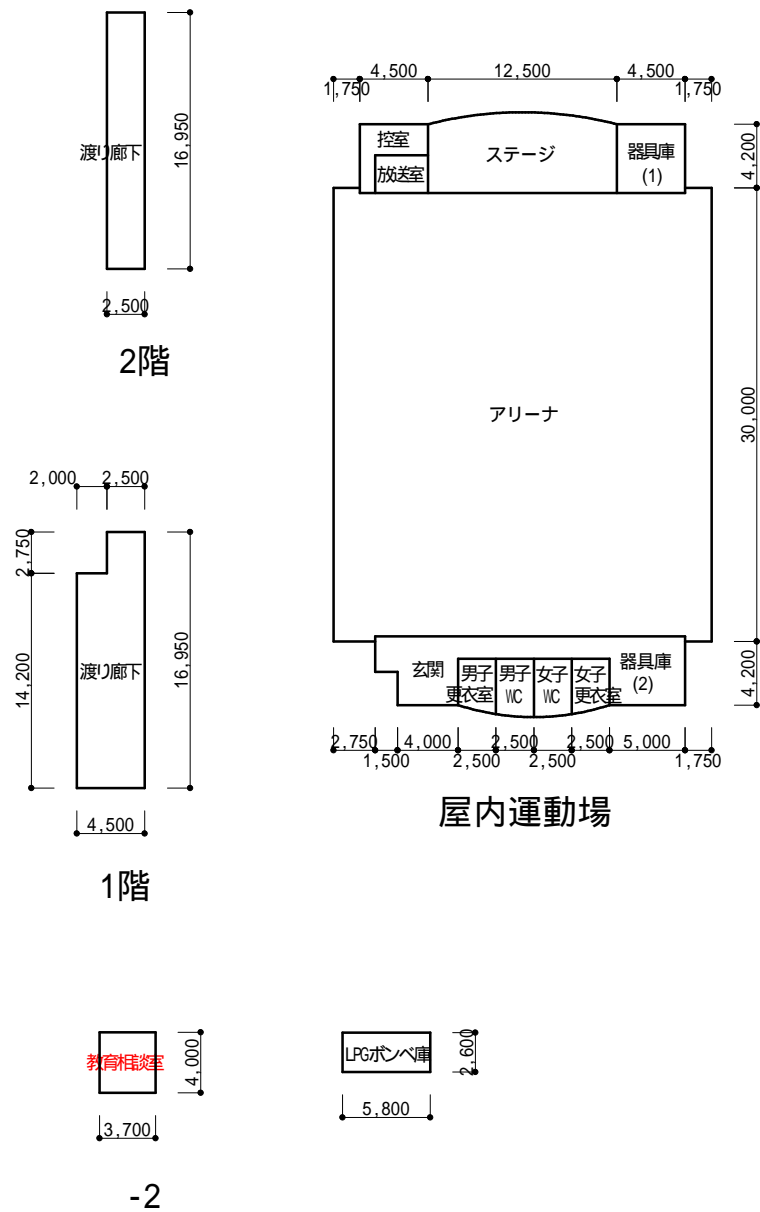 4,500 12,500 4,500
1,750 1,750
渡り廊下
16,950
控室
放送室
ステージ
器具庫
(1)
4,200
2,500
2階
アリーナ
30,000
2,000 2,500
2,750
14,200
渡り廊下
16,950
4,500
1階
玄関
男子
更衣室
男子
WC
女子
WC
女子
更衣室
器具庫
(2)
4,200
2,750 4,000 2,500 2,500 5,000
1,500 2,500 2,500 1,750
屋内運動場
教育相談室
4,000
3,700
-2
LPGボンベ庫
2,600
5,800